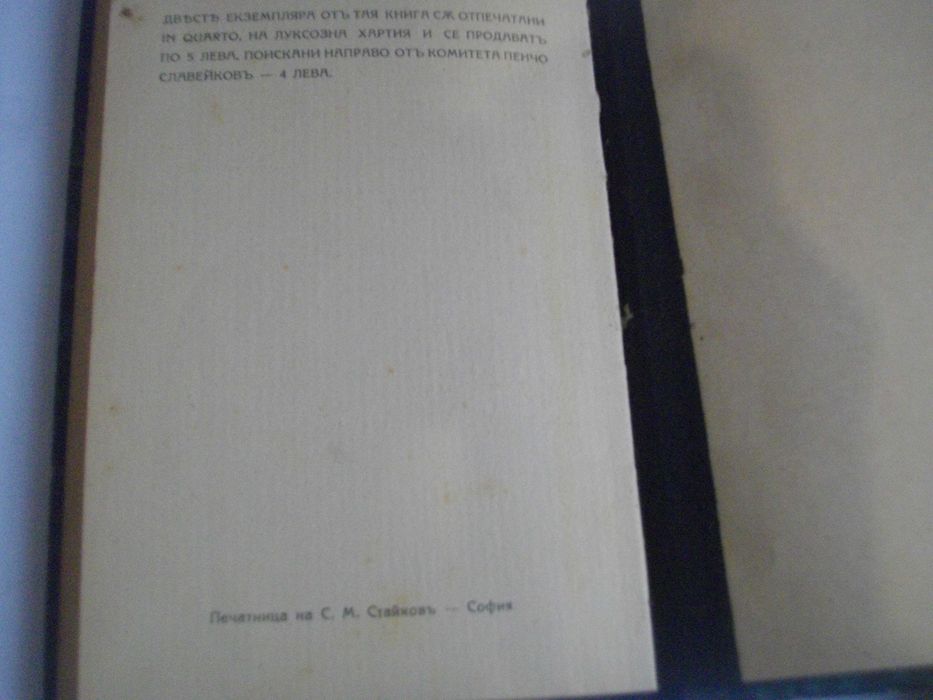 ДВѢСТѢ ЕКЗЕМПЛЯРА ОТЪ ТАЯ КНИГА СѪ ОТПЕЧАТАНИ
IN QUARTO, НА ЛУКСОЗНА ХАРТИЯ И СЕ ПРОДАВАТЪ
ПО 5 ЛЕВА. ПОИСКАНИ НАПРАВО ОТЪ КОМИТЕТА ПЕНЧО
СЛАВЕЙКОВЪ — 4 ЛЕВА.
Печатница на С. М. Стайковъ — София